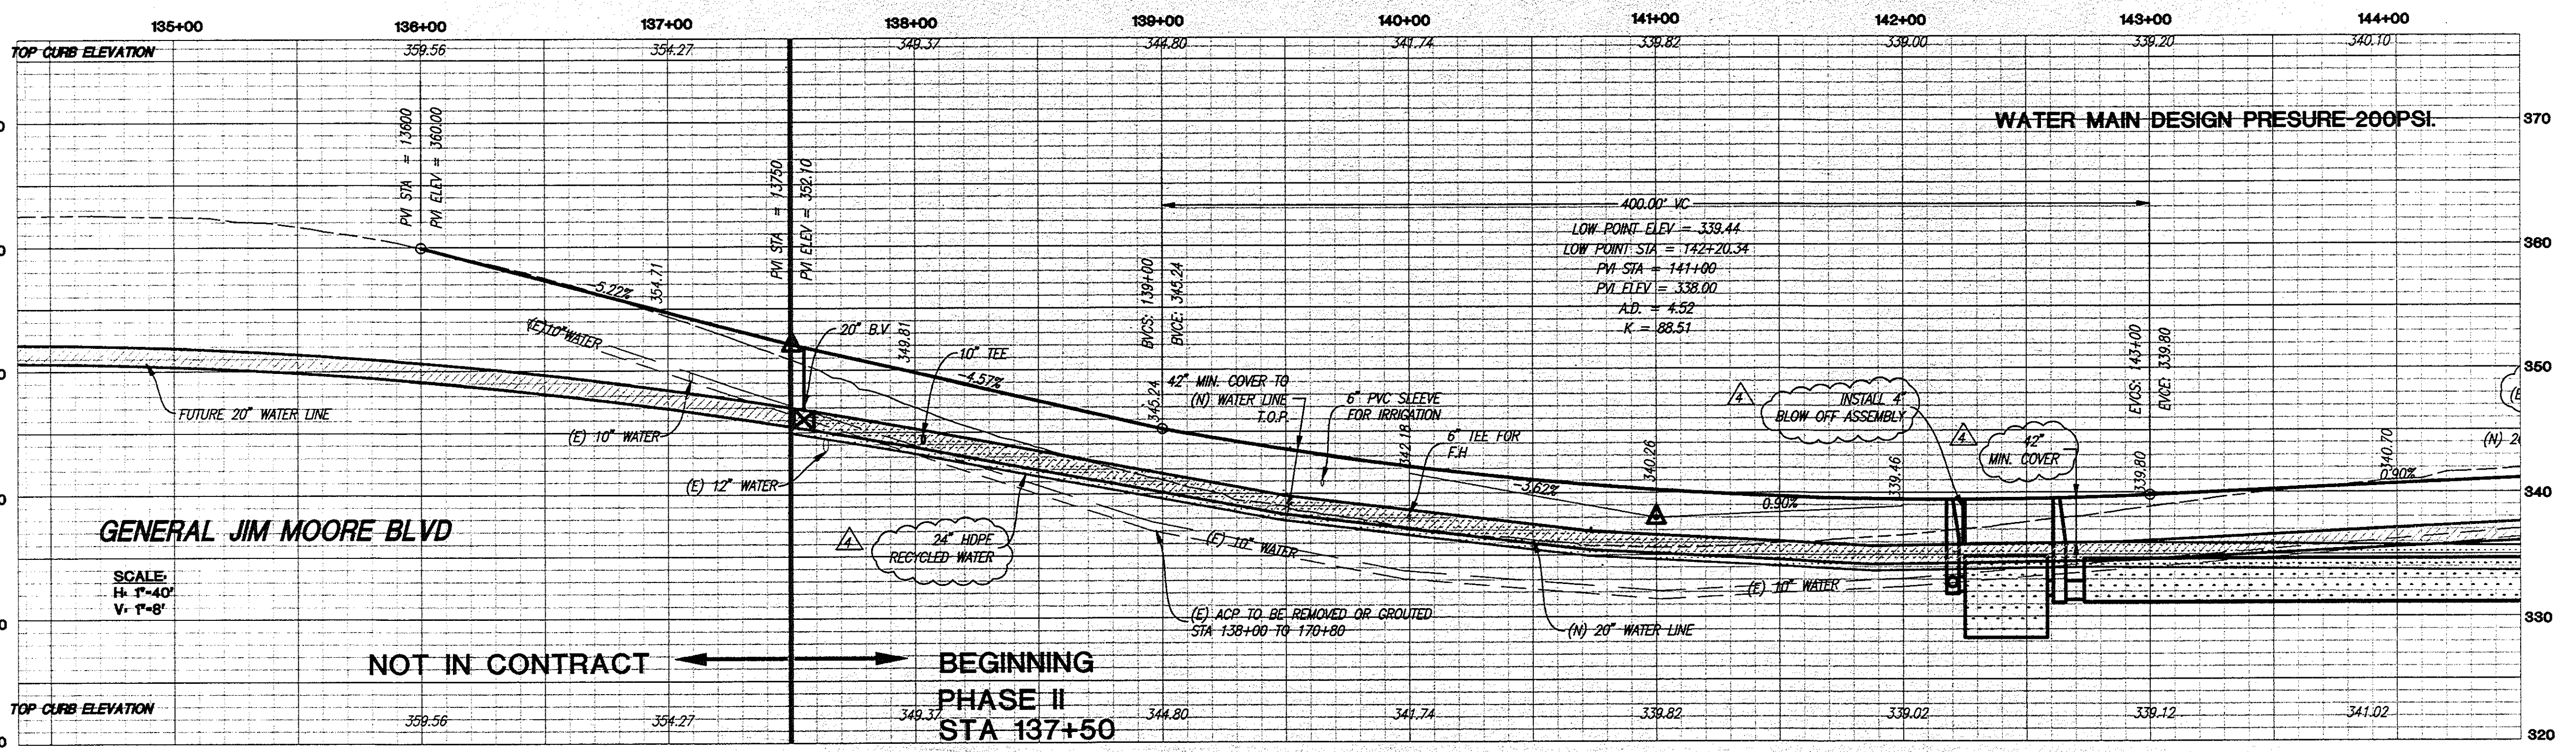 135+00 136+00 137+00 138+00 139+00 140+00 141+00 142+00 143+00 144+00
TOP CURB ELEVATION
359.56 354.27 349.37 344.80 341.74 339.82 339.00 339.20 340.10
WATER MAIN DESIGN PRESURE-200PSI.
370
PVI STA = 13600
PVI ELEV = 360.00
PVI STA = 13750
PVI ELEV = 352.10
400.00' VC
LOW POINT ELEV = 339.44
LOW POINT STA = 142+20.34
PVI STA = 141+00
PVI ELEV = 338.00
A.D. = 4.52
K = 88.51
360
-5.22%
354.71
BVCS: 139+00
BVCE: 345.24
EVCS: 143+00
EVCE: 339.80
(E)10"WATER
20" B.V.
349.81
10" TEE
-4.57%
350
345.24
42" MIN. COVER TO
(N) WATER LINE
T.O.P.
6" PVC SLEEVE
FOR IRRIGATION
4
INSTALL 4"
BLOW OFF ASSEMBLY
FUTURE 20" WATER LINE
(E) 10" WATER
342.18
6" TEE FOR
F.H
4
42"
MIN. COVER
(N) 2
(E) 12" WATER
340.26
-3.62%
339.46
0.90%
339.80
340.70
0.90%
340
GENERAL JIM MOORE BLVD
4
24" HDPE
RECYCLED WATER
(E) 10" WATER
SCALE:
H: 1"-40'
V: 1"-8'
(E) 10" WATER
(E) ACP TO BE REMOVED OR GROUTED
STA 138+00 TO 170+80
(N) 20" WATER LINE
330
NOT IN CONTRACT
BEGINNING
PHASE II
STA 137+50
TOP CURB ELEVATION
359.56 354.27 349.37 344.80 341.74 339.82 339.02 339.12 341.02
320